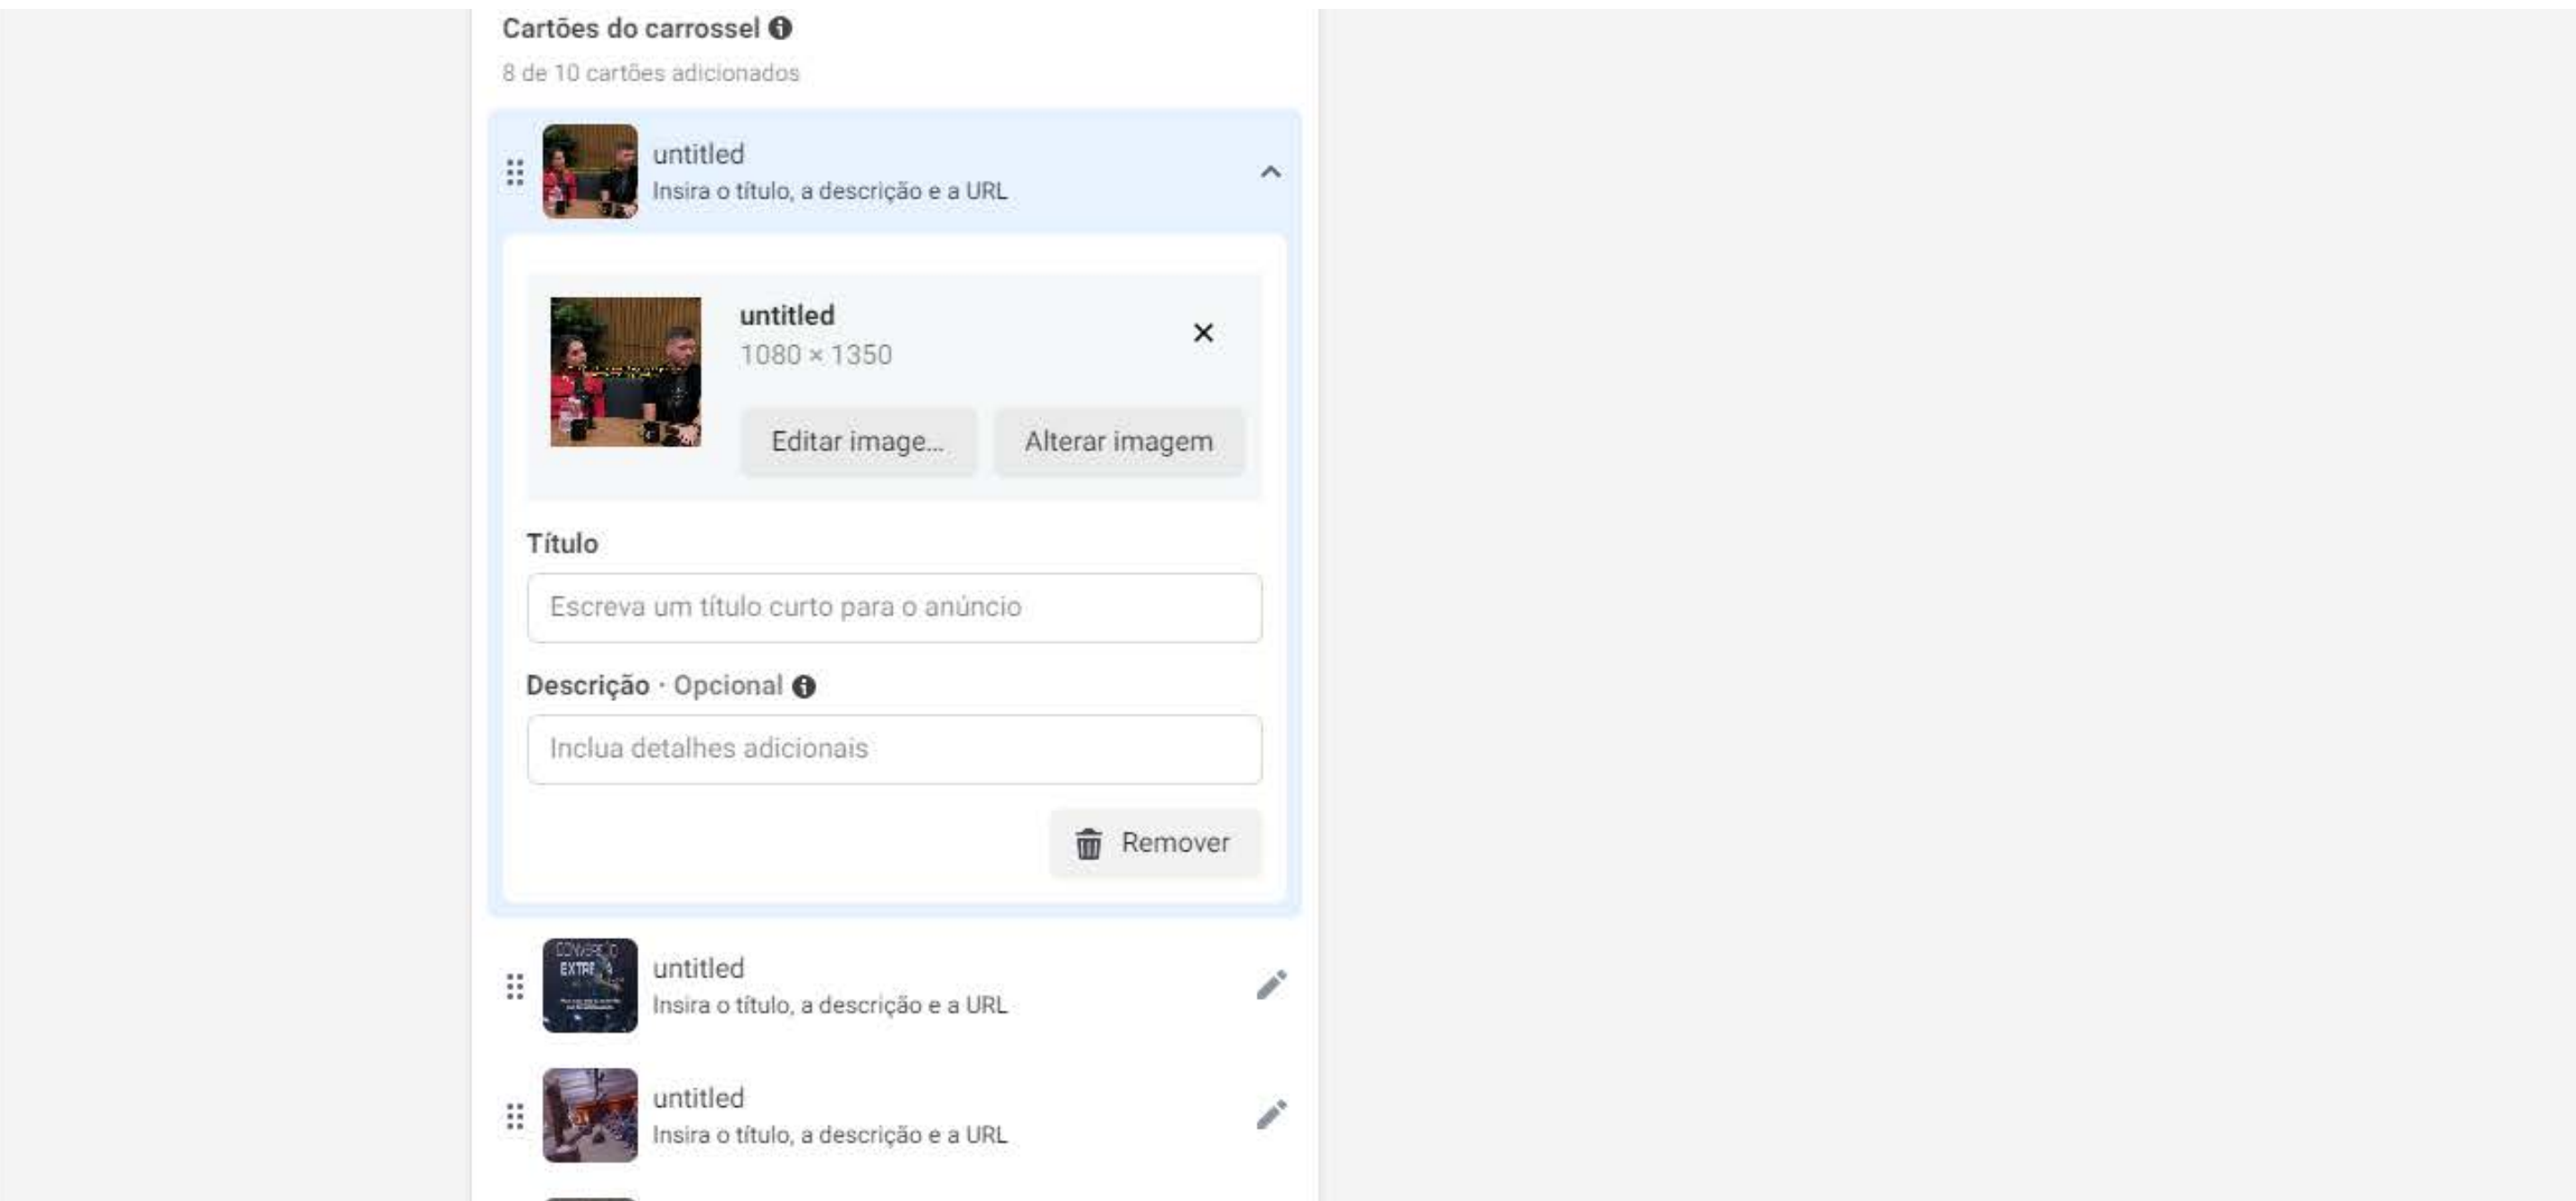 Cartões do carrossel
8 de 10 cartões adicionados
untitled
Insira o título, a descrição e a URL
untitled
1080 × 1350
Editar image...
Alterar imagem
Título
Escreva um título curto para o anúncio
Descrição · Opcional
Inclua detalhes adicionais
Remover
untitled
Insira o título, a descrição e a URL
untitled
Insira o título, a descrição e a URL